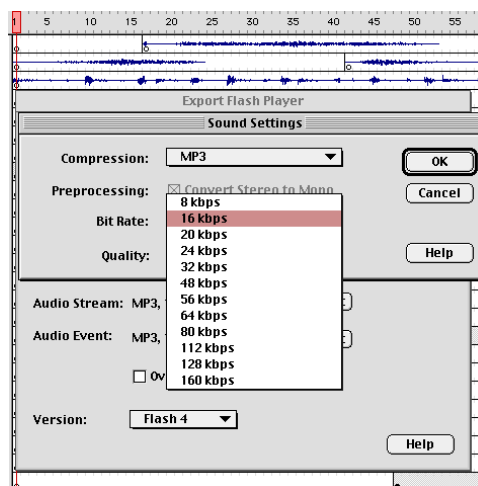 1 5 10 15 20 25 30 35 40 45 50 55
Export Flash Player
Sound Settings
Compression: MP3
OK
Preprocessing: Convert Stereo to Mono
Cancel
8 kbps
Bit Rate: 16 kbps
20 kbps
Quality: 24 kbps
Help
32 kbps
48 kbps
Audio Stream: MP3, 56 kbps
64 kbps
Audio Event: MP3, 80 kbps
112 kbps
Ov 128 kbps
160 kbps
Version: Flash 4
Help